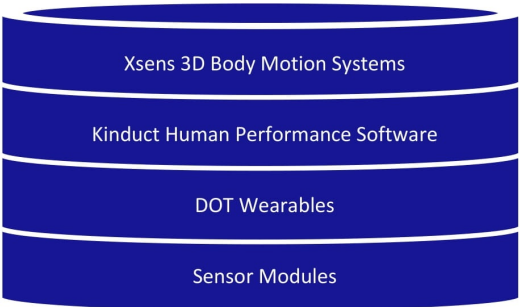 Xsens 3D Body Motion Systems
Kinduct Human Performance Software
DOT Wearables
Sensor Modules